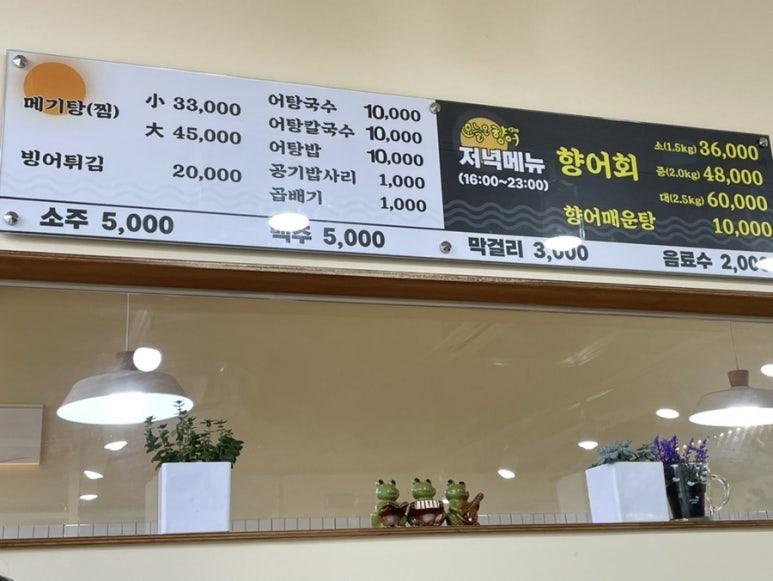 메기탕(찜) 小 33,000
大 45,000
빙어튀김 20,000
어탕국수 10,000
어탕칼국수 10,000
어탕밥 10,000
공기밥사리 1,000
곱배기 1,000
오늘은향어
저녁메뉴
(16:00~23:00)
향어회
소(1.5kg) 36,000
중(2.0kg) 48,000
대(2.5kg) 60,000
향어매운탕 10,000
소주 5,000
맥주 5,000
막걸리 3,000
음료수 2,000